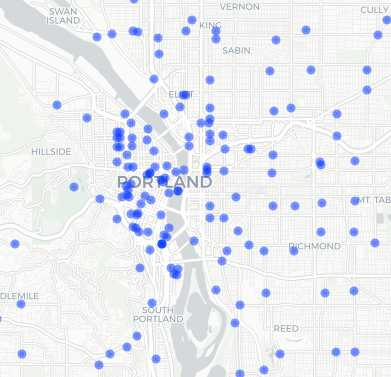 VERNON
SWAN
ISLAND
CULLY
KING
SABIN
ELIOT
HILLSIDE
PORTLAND
MT. TAB
RICHMOND
DLEMILE
SOUTH
PORTLAND
REED